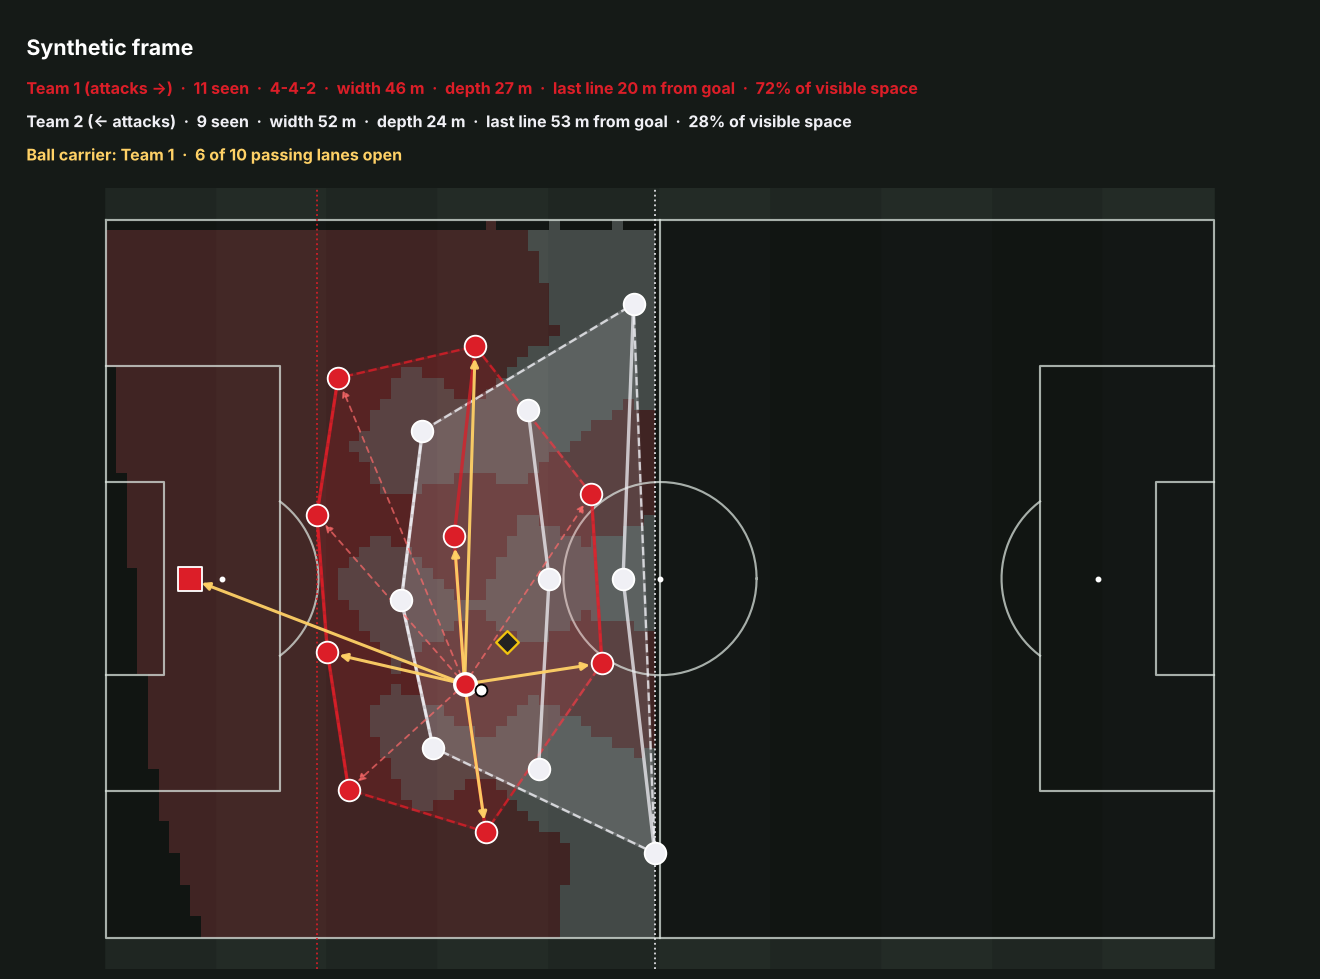 Synthetic frame
Team 1 (attacks →) · 11 seen · 4-4-2 · width 46 m · depth 27 m · last line 20 m from goal · 72% of visible space
Team 2 (← attacks) · 9 seen · width 52 m · depth 24 m · last line 53 m from goal · 28% of visible space
Ball carrier: Team 1 · 6 of 10 passing lanes open